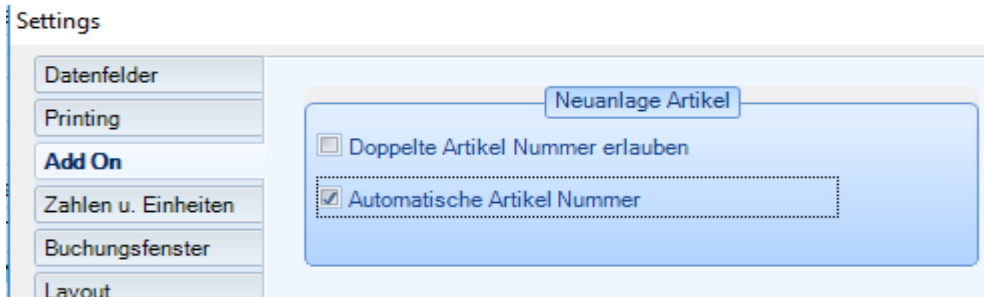 Settings
Datenfelder
Printing
Add On
Zahlen u. Einheiten
Buchungsfenster
Layout
Neuanlage Artikel
Doppelte Artikel Nummer erlauben
Automatische Artikel Nummer